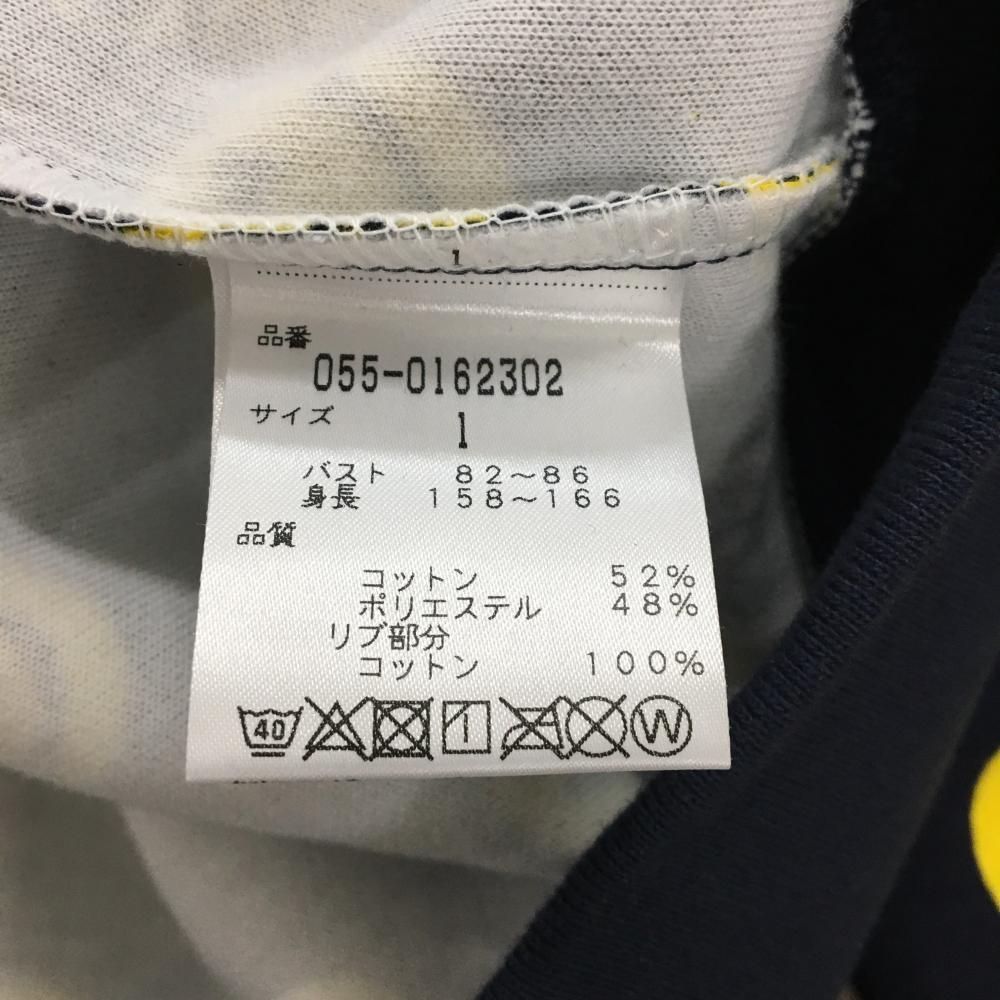 1
品番
055-0162302
サイズ
1
バスト 82～86
身長 158～166
品質
コットン 52%
ポリエステル 48%
リブ部分
コットン 100%
40 W